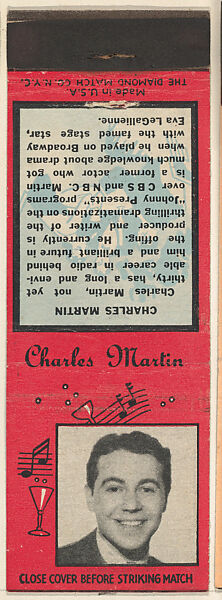 Made in U.S.A.
THE DIAMOND MATCH CO. N.Y.C.
CHARLES MARTIN
Charles Martin, not yet
thirty, has a long and envi-
able career in radio behind
him and a brilliant future in
the offing. He currently is
producer and writer of the
thrilling dramatizations on the
"Johnny Presents" programs
over CBS and NBC. Martin
is a former actor who got
much knowledge about drama
when he played on Broadway
with the famed stage star,
Eva LeGallienne.
Charles Martin
CLOSE COVER BEFORE STRIKING MATCH